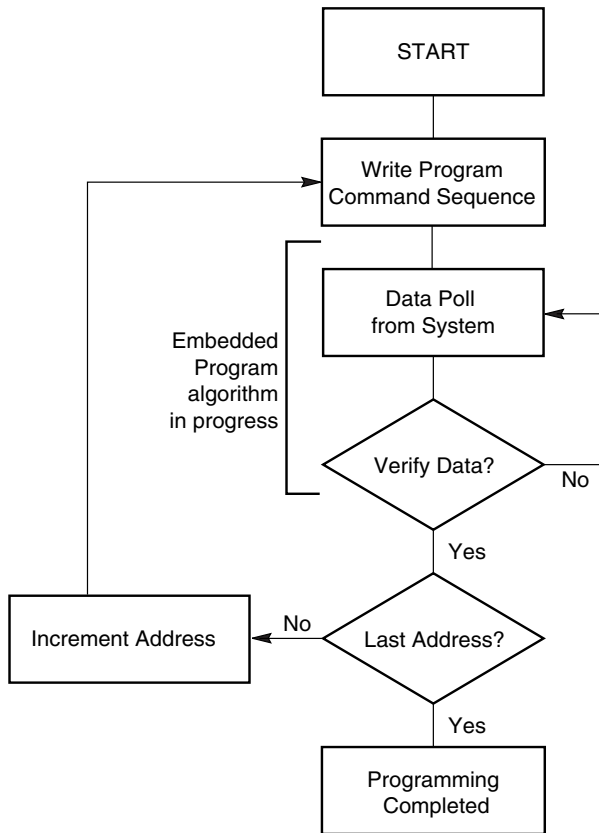 START
Write Program
Command Sequence
Data Poll
from System
Embedded
Program
algorithm
in progress
Verify Data?
No
Yes
Increment Address
No
Last Address?
Yes
Programming
Completed